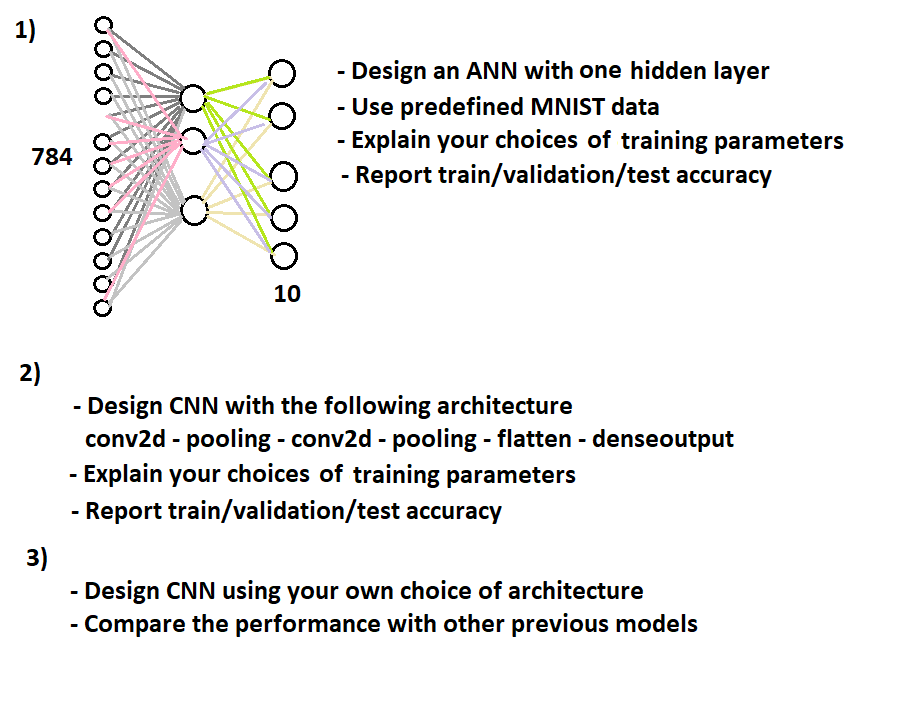 1)
- Design an ANN with one hidden layer
- Use predefined MNIST data
- Explain your choices of training parameters
784
- Report train/validation/test accuracy
10
2)
- Design CNN with the following architecture
conv2d - pooling - conv2d - pooling - flatten - denseoutput
- Explain your choices of training parameters
- Report train/validation/test accuracy
3)
- Design CNN using your own choice of architecture
- Compare the performance with other previous models